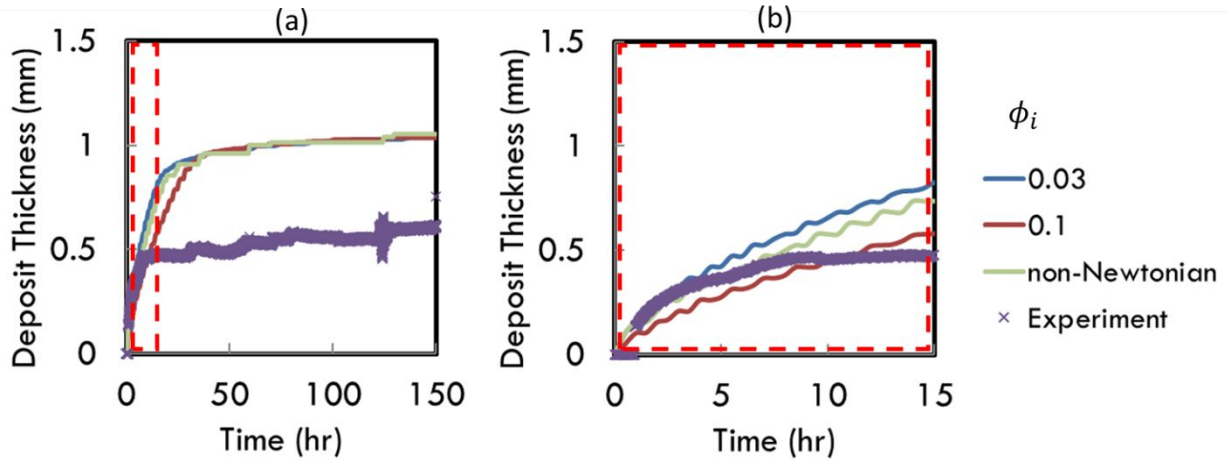 (a)
1.5
1
0.5
0
Deposit Thickness (mm)
0 50 100 150
Time (hr)
(b)
1.5
1
0.5
0
Deposit Thickness (mm)
0 5 10 15
Time (hr)
ϕᵢ
0.03
0.1
non-Newtonian
Experiment